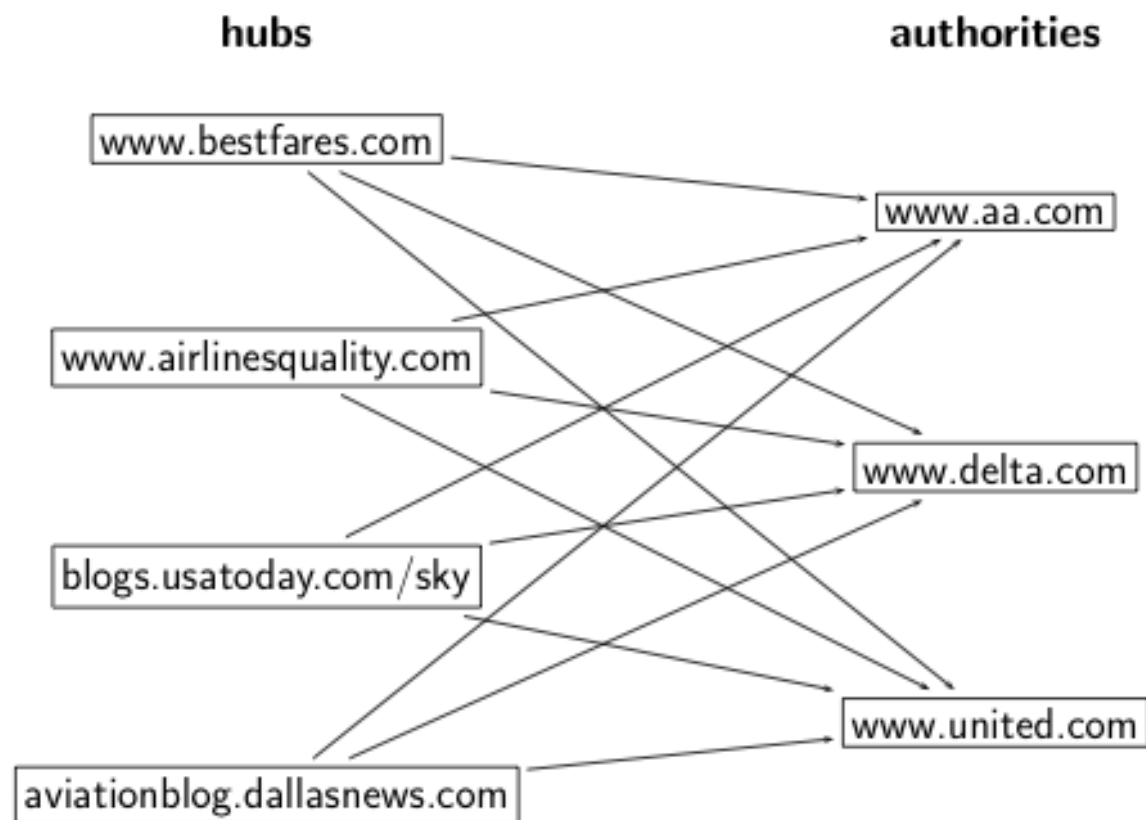 hubs
authorities
www.bestfares.com
www.aa.com
www.airlinesquality.com
www.delta.com
blogs.usatoday.com/sky
www.united.com
aviationblog.dallasnews.com